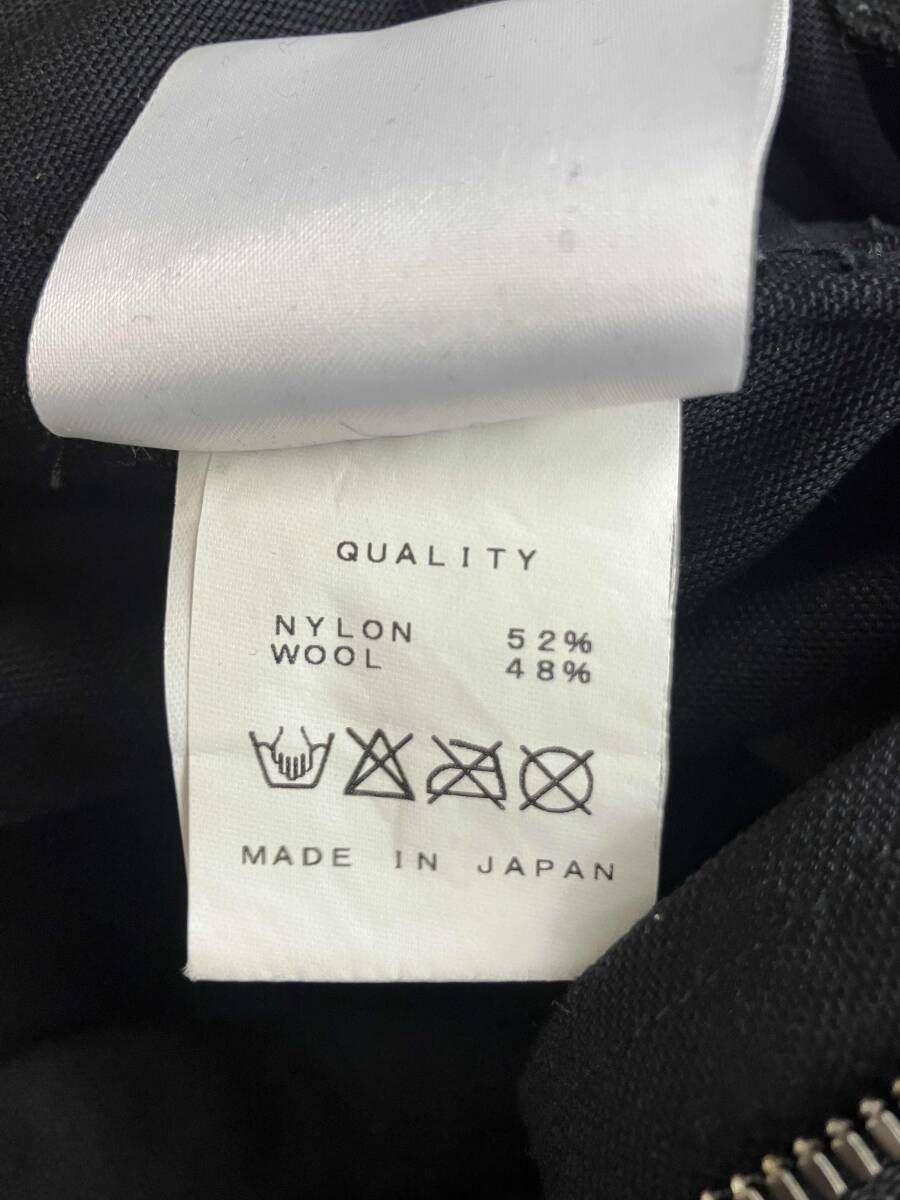 QUALITY
NYLON 52%
WOOL 48%
MADE IN JAPAN